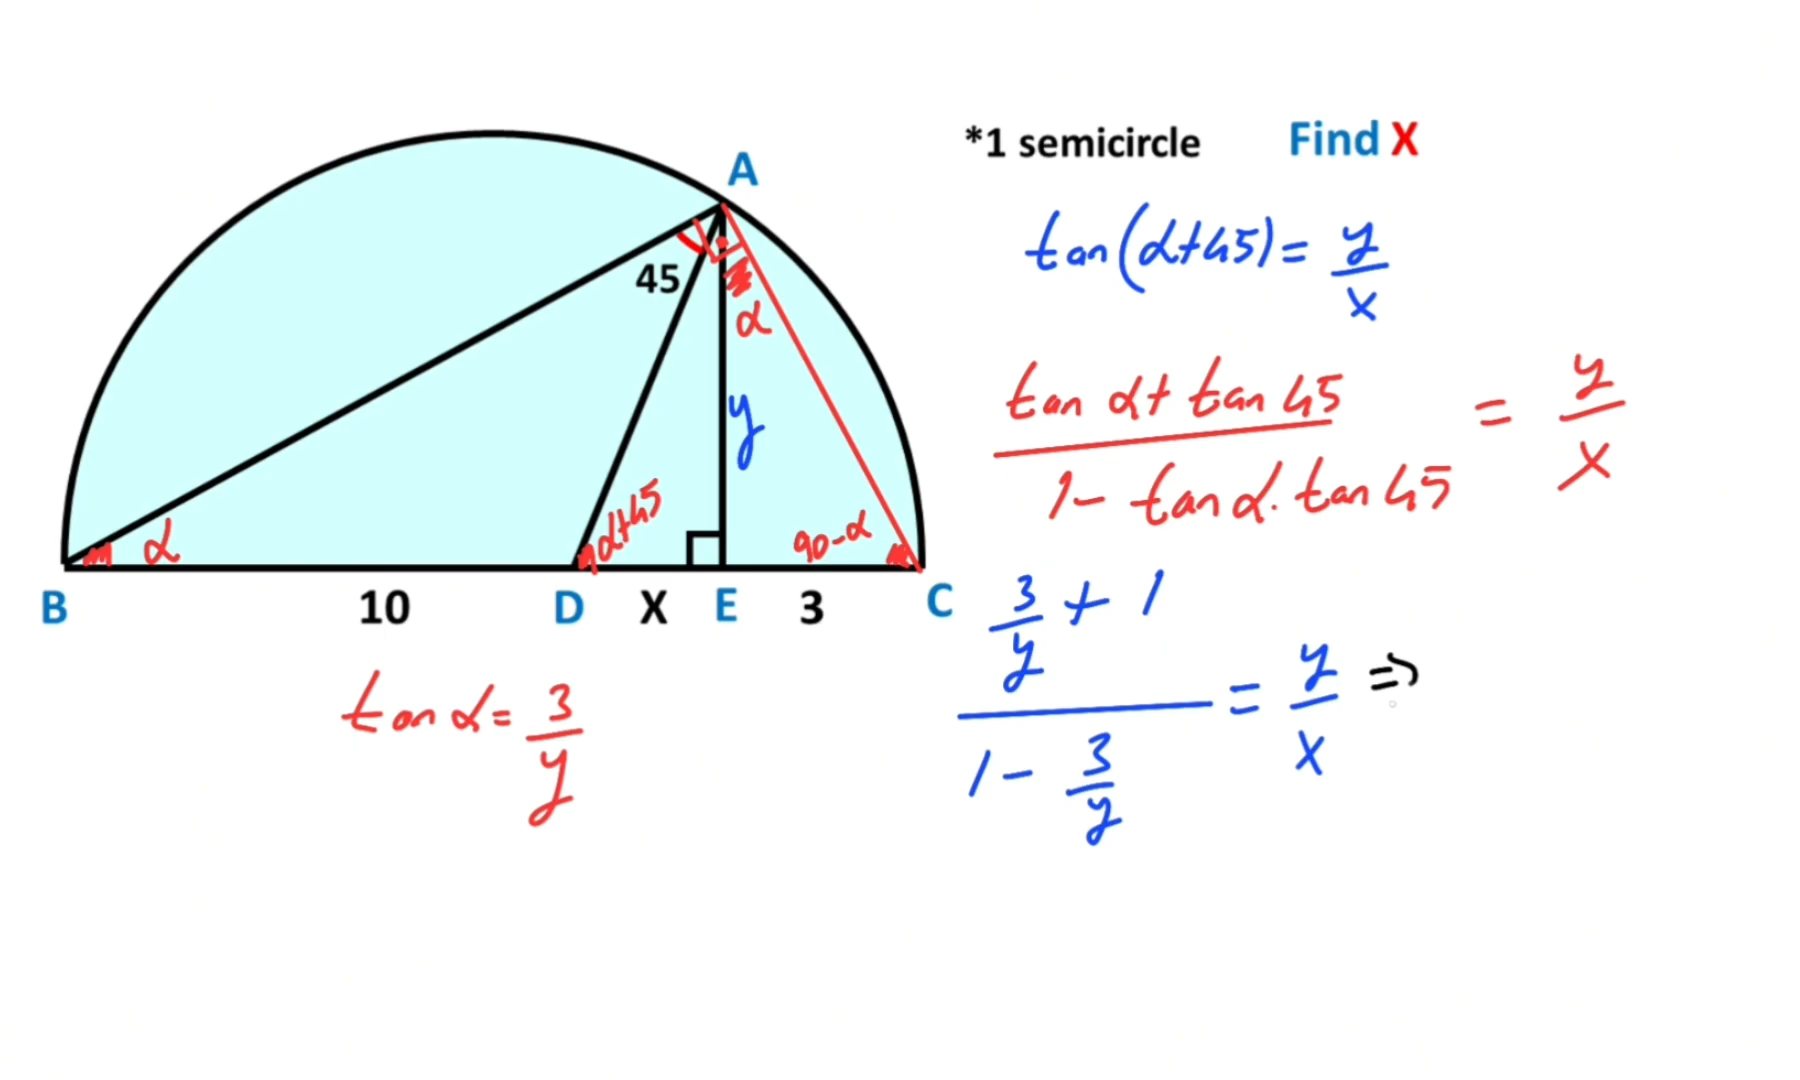 *1 semicircle Find X
A
45
α
y
α
α+45
90-α
B 10 D X E 3 C
tan α = 3/y
tan(α+45) = y/x
(tan α + tan 45)/(1 - tan α . tan 45) = y/x
(3/y + 1)/(1 - 3/y) = y/x ⇒